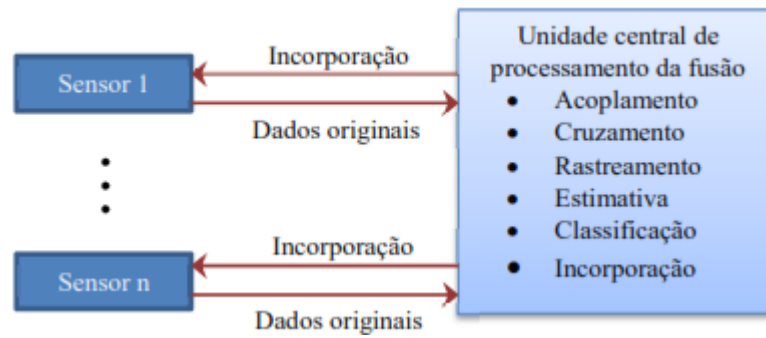 Incorporação
Sensor 1
Dados originais
Incorporação
Sensor n
Dados originais
Unidade central de
processamento da fusão
Acoplamento
Cruzamento
Rastreamento
Estimativa
Classificação
Incorporação